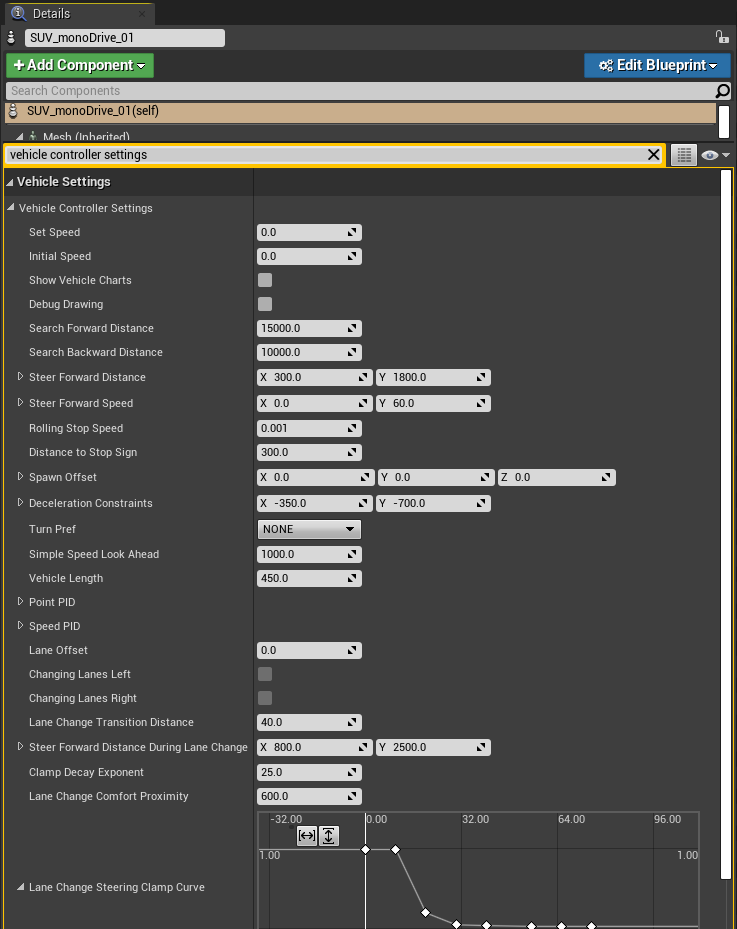 Details
SUV_monoDrive_01
Add Component
Edit Blueprint
Search Components
SUV_monoDrive_01(self)
Mesh (Inherited)
vehicle controller settings
Vehicle Settings
Vehicle Controller Settings
Set Speed 0.0
Initial Speed 0.0
Show Vehicle Charts
Debug Drawing
Search Forward Distance 15000.0
Search Backward Distance 10000.0
Steer Forward Distance X 300.0 Y 1800.0
Steer Forward Speed X 0.0 Y 60.0
Rolling Stop Speed 0.001
Distance to Stop Sign 300.0
Spawn Offset X 0.0 Y 0.0 Z 0.0
Deceleration Constraints X -350.0 Y -700.0
Turn Pref NONE
Simple Speed Look Ahead 1000.0
Vehicle Length 450.0
Point PID
Speed PID
Lane Offset 0.0
Changing Lanes Left
Changing Lanes Right
Lane Change Transition Distance 40.0
Steer Forward Distance During Lane Change X 800.0 Y 2500.0
Clamp Decay Exponent 25.0
Lane Change Comfort Proximity 600.0
-32.00 0.00 32.00 64.00 96.00
1.00 1.00
Lane Change Steering Clamp Curve